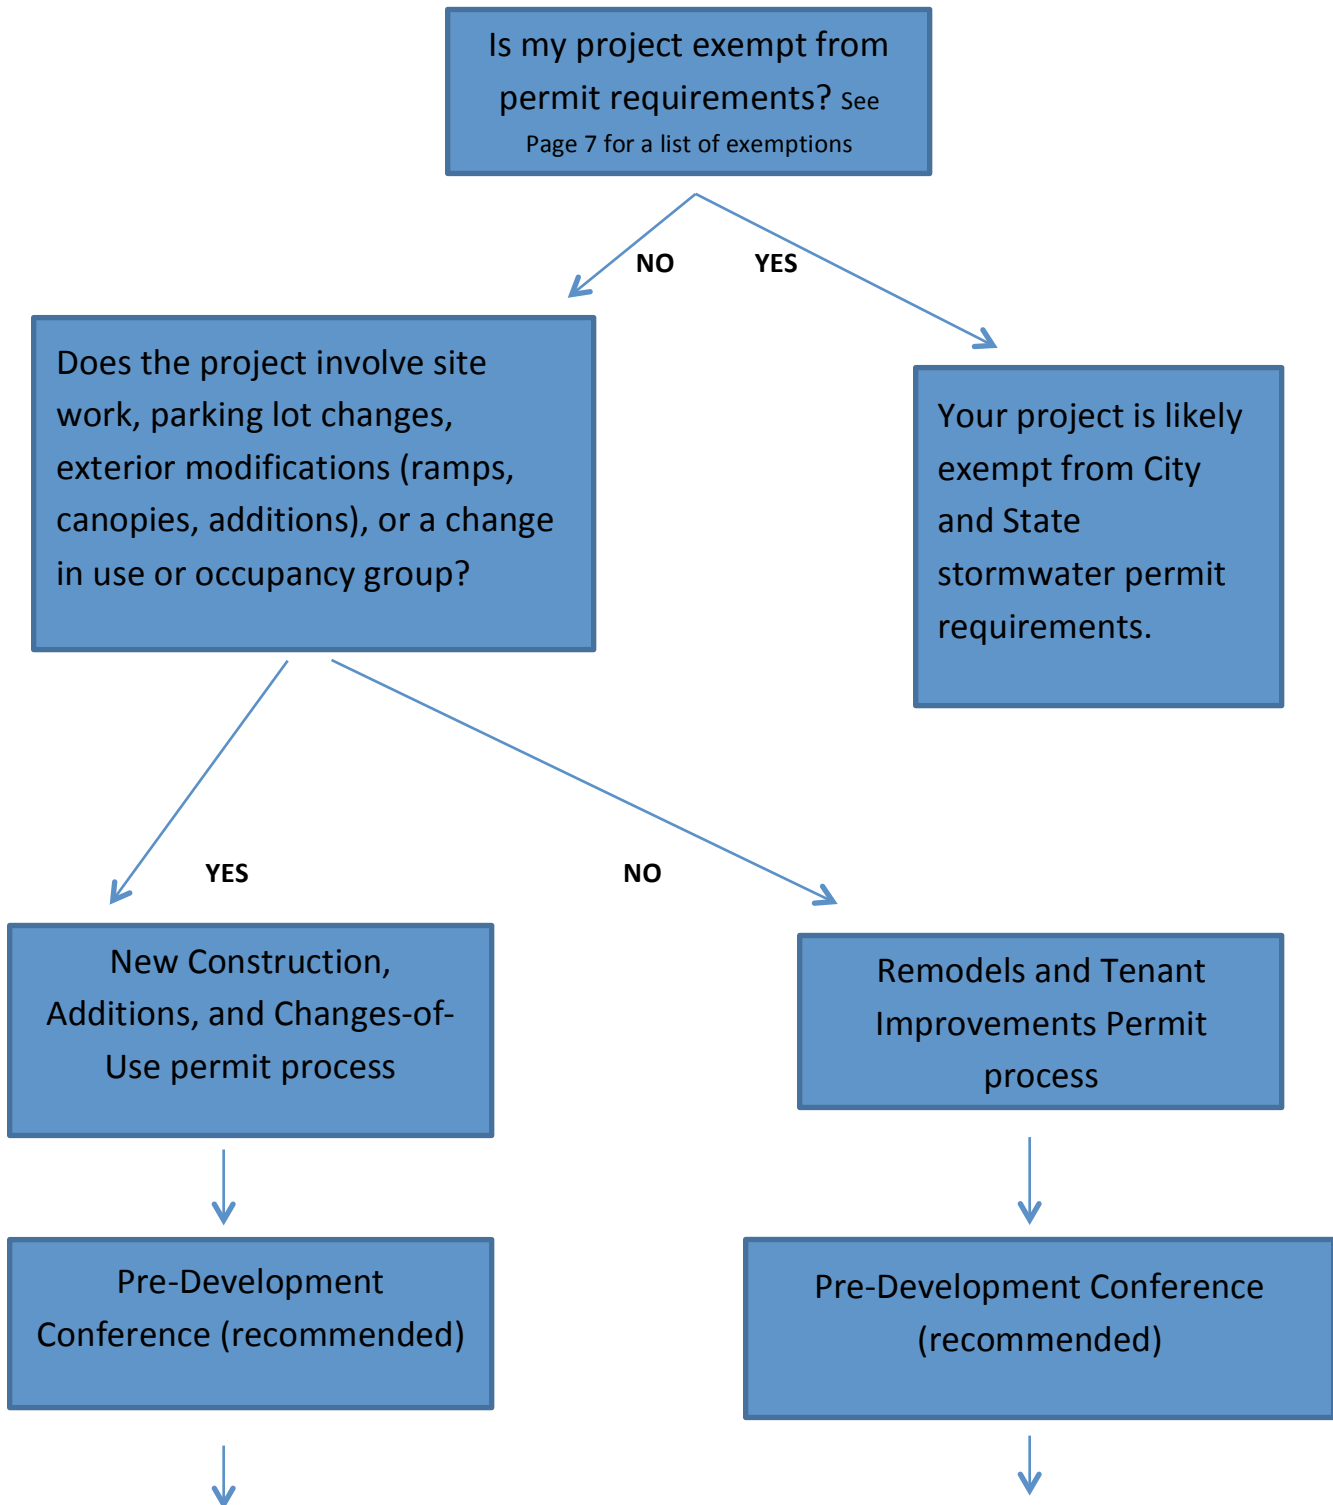 Is my project exempt from
permit requirements? See
Page 7 for a list of exemptions
NO
YES
Does the project involve site
work, parking lot changes,
exterior modifications (ramps,
canopies, additions), or a change
in use or occupancy group?
Your project is likely
exempt from City
and State
stormwater permit
requirements.
YES
NO
New Construction,
Additions, and Changes-of-
Use permit process
Remodels and Tenant
Improvements Permit
process
Pre-Development
Conference (recommended)
Pre-Development Conference
(recommended)